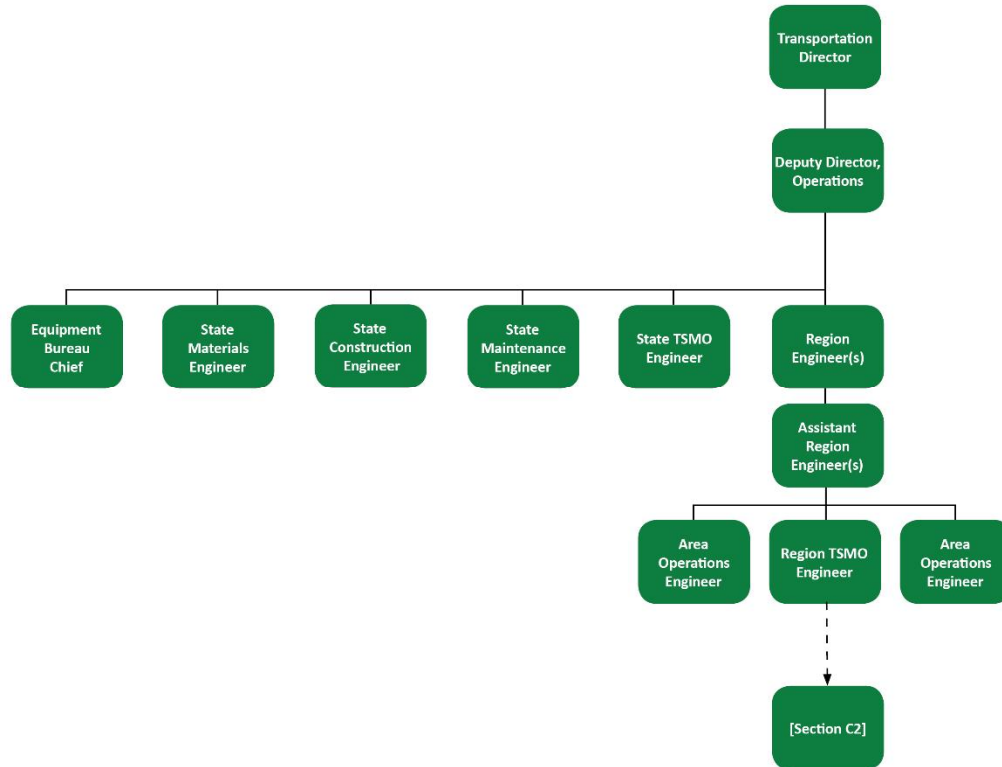 Transportation
Director
Deputy Director,
Operations
Equipment
Bureau
Chief
State
Materials
Engineer
State
Construction
Engineer
State
Maintenance
Engineer
State TSMO
Engineer
Region
Engineer(s)
Assistant
Region
Engineer(s)
Area
Operations
Engineer
Region TSMO
Engineer
Area
Operations
Engineer
[Section C2]